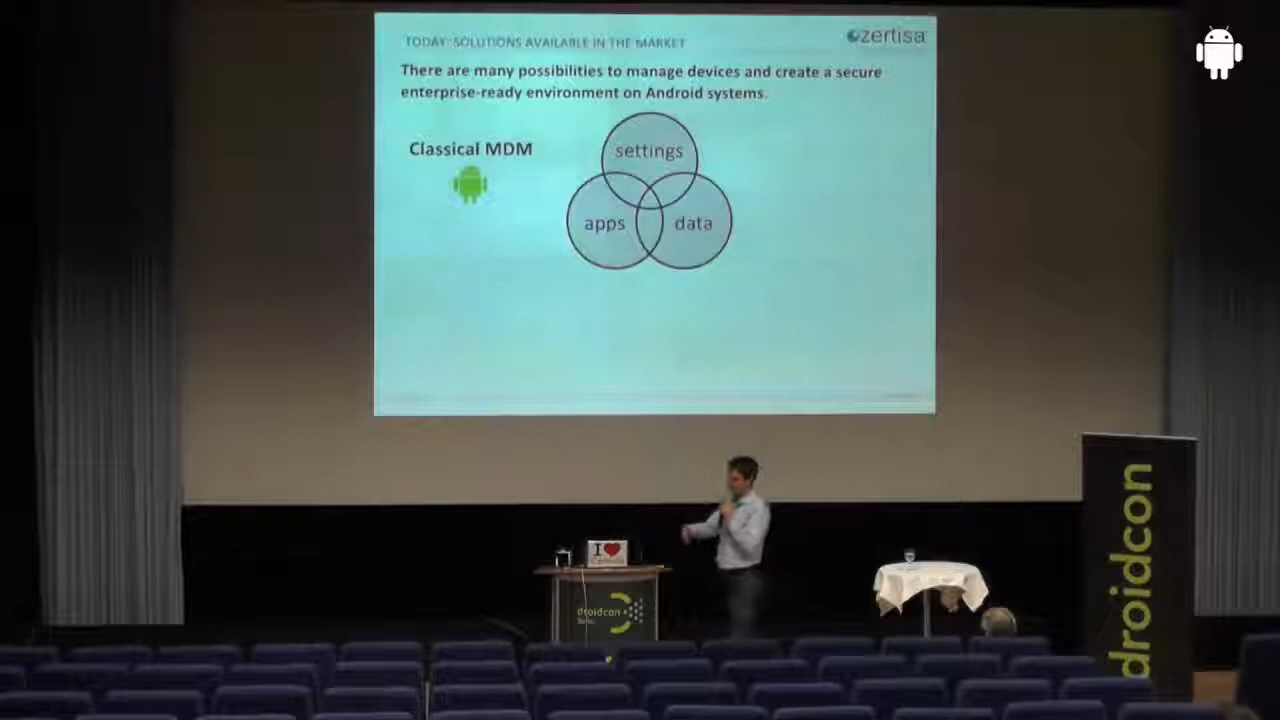 TODAY: SOLUTIONS AVAILABLE IN THE MARKET
zertisa
There are many possibilities to manage devices and create a secure
enterprise-ready environment on Android systems.
Classical MDM
settings
apps
data
I
droidcon
droidcon